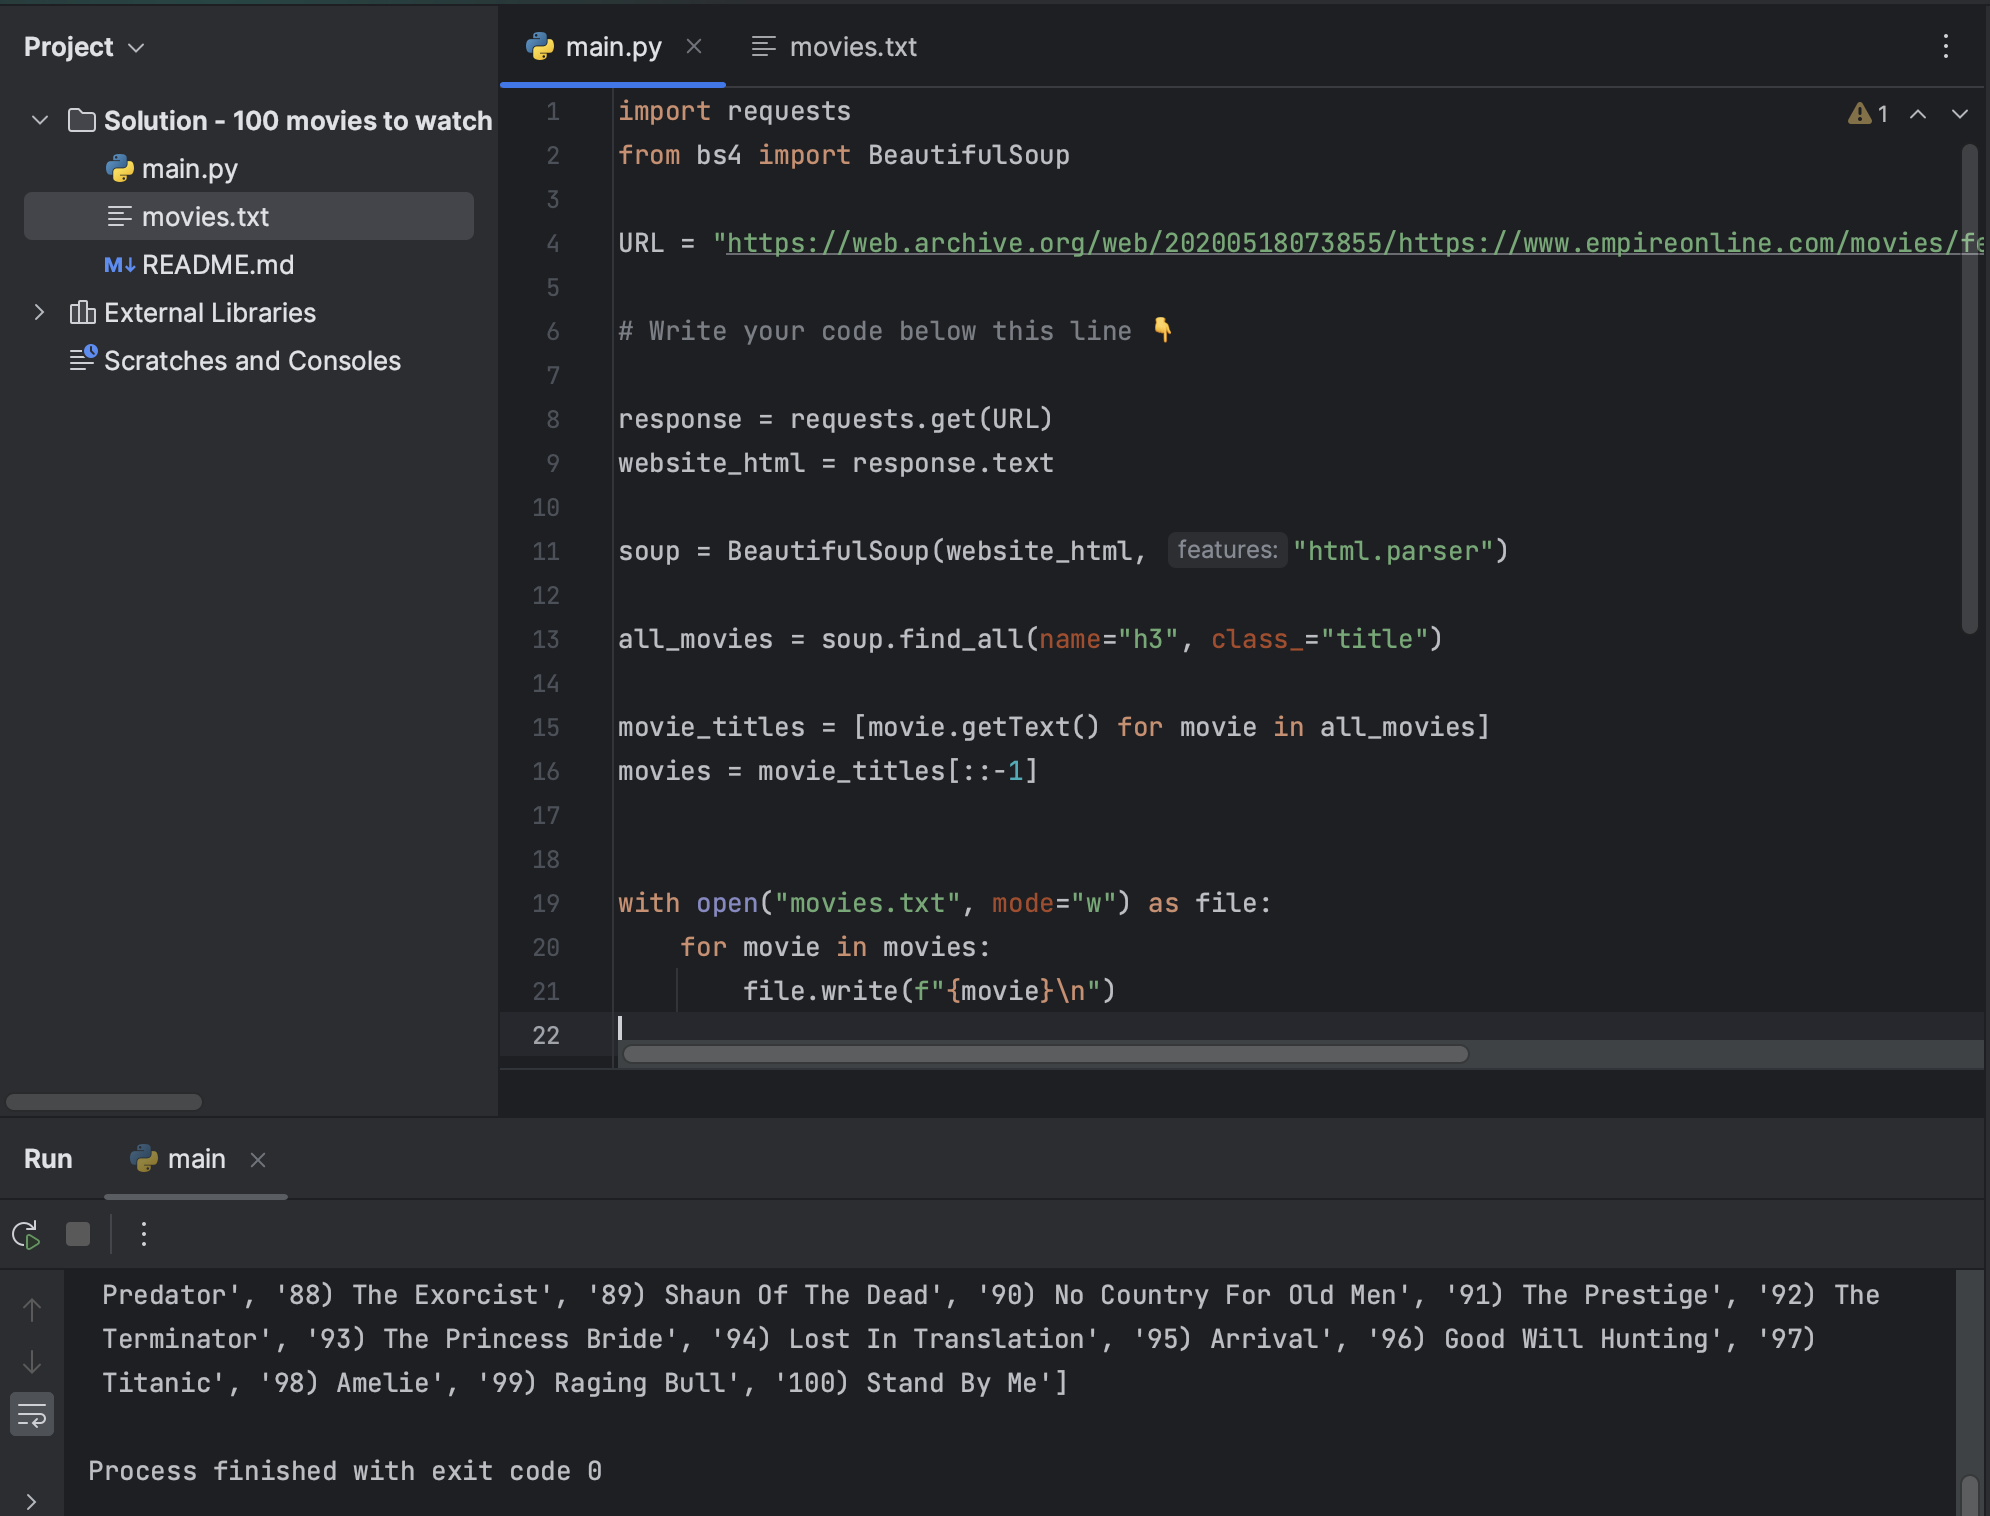 Project
Solution - 100 movies to watch
main.py
movies.txt
M↓ README.md
External Libraries
Scratches and Consoles
main.py
movies.txt
1
1 import requests
2 from bs4 import BeautifulSoup
3
4 URL = "https://web.archive.org/web/20200518073855/https://www.empireonline.com/movies/fe
5
6 # Write your code below this line 👇
7
8 response = requests.get(URL)
9 website_html = response.text
10
11 soup = BeautifulSoup(website_html, features: "html.parser")
12
13 all_movies = soup.find_all(name="h3", class_="title")
14
15 movie_titles = [movie.getText() for movie in all_movies]
16 movies = movie_titles[::-1]
17
18
19 with open("movies.txt", mode="w") as file:
20     for movie in movies:
21         file.write(f"{movie}\n")
22
Run
main
Predator', '88) The Exorcist', '89) Shaun Of The Dead', '90) No Country For Old Men', '91) The Prestige', '92) The
Terminator', '93) The Princess Bride', '94) Lost In Translation', '95) Arrival', '96) Good Will Hunting', '97)
Titanic', '98) Amelie', '99) Raging Bull', '100) Stand By Me']
Process finished with exit code 0